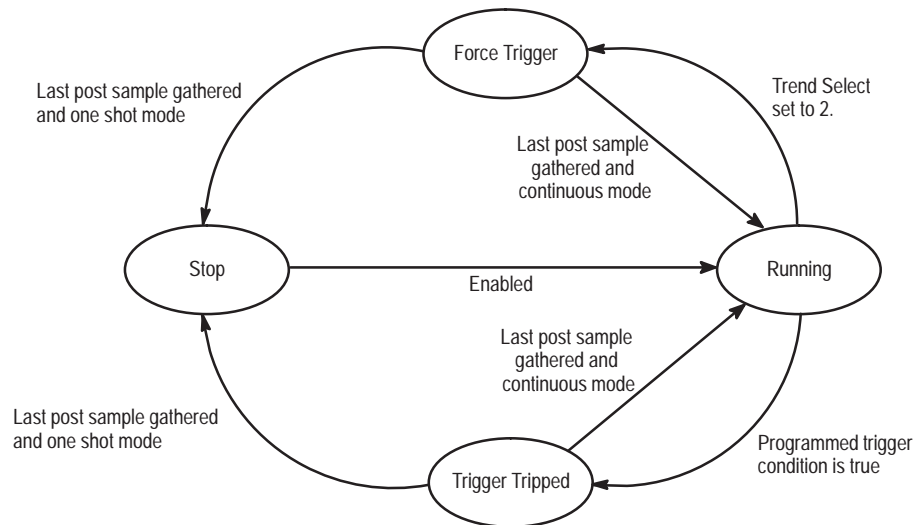 Force Trigger
Last post sample gathered
and one shot mode
Trend Select
set to 2.
Last post sample
gathered and
continuous mode
Stop
Running
Enabled
Last post sample
gathered and
continuous mode
Last post sample gathered
and one shot mode
Programmed trigger
condition is true
Trigger Tripped